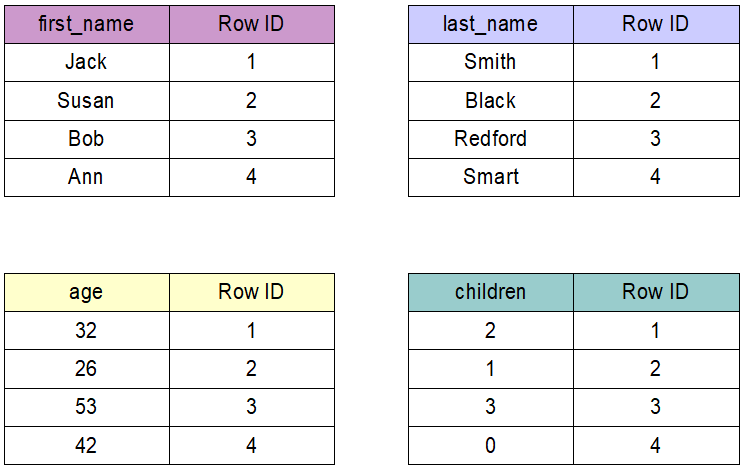 first_name Row ID
Jack 1
Susan 2
Bob 3
Ann 4
last_name Row ID
Smith 1
Black 2
Redford 3
Smart 4
age Row ID
32 1
26 2
53 3
42 4
children Row ID
2 1
1 2
3 3
0 4